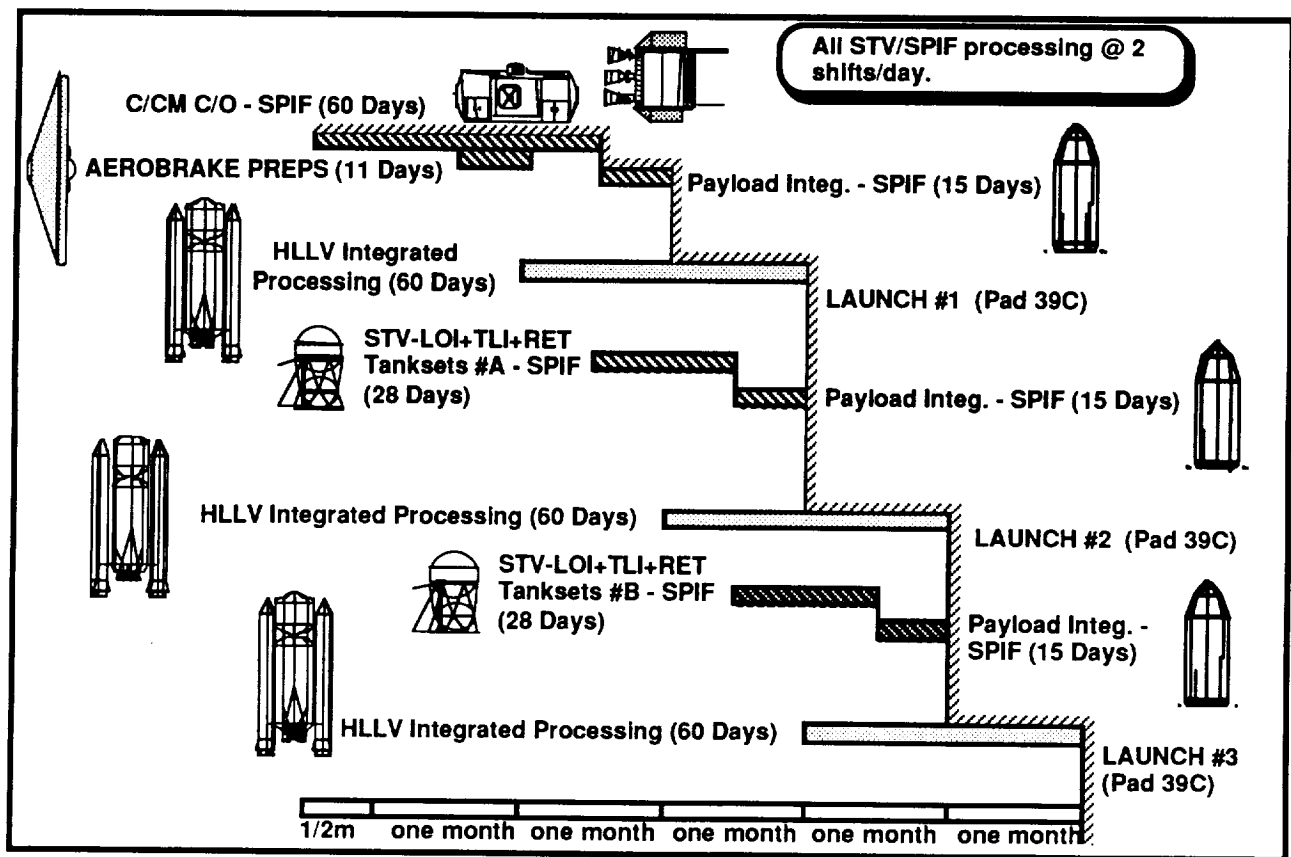 All STV/SPIF processing @ 2
shifts/day.
C/CM C/O - SPIF (60 Days)
AEROBRAKE PREPS (11 Days)
Payload Integ. - SPIF (15 Days)
HLLV Integrated
Processing (60 Days)
LAUNCH #1 (Pad 39C)
STV-LOI+TLI+RET
Tanksets #A - SPIF
(28 Days)
Payload Integ. - SPIF (15 Days)
HLLV Integrated Processing (60 Days)
LAUNCH #2 (Pad 39C)
STV-LOI+TLI+RET
Tanksets #B - SPIF
(28 Days)
Payload Integ. -
SPIF (15 Days)
HLLV Integrated Processing (60 Days)
LAUNCH #3
(Pad 39C)
1/2m one month one month one month one month one month